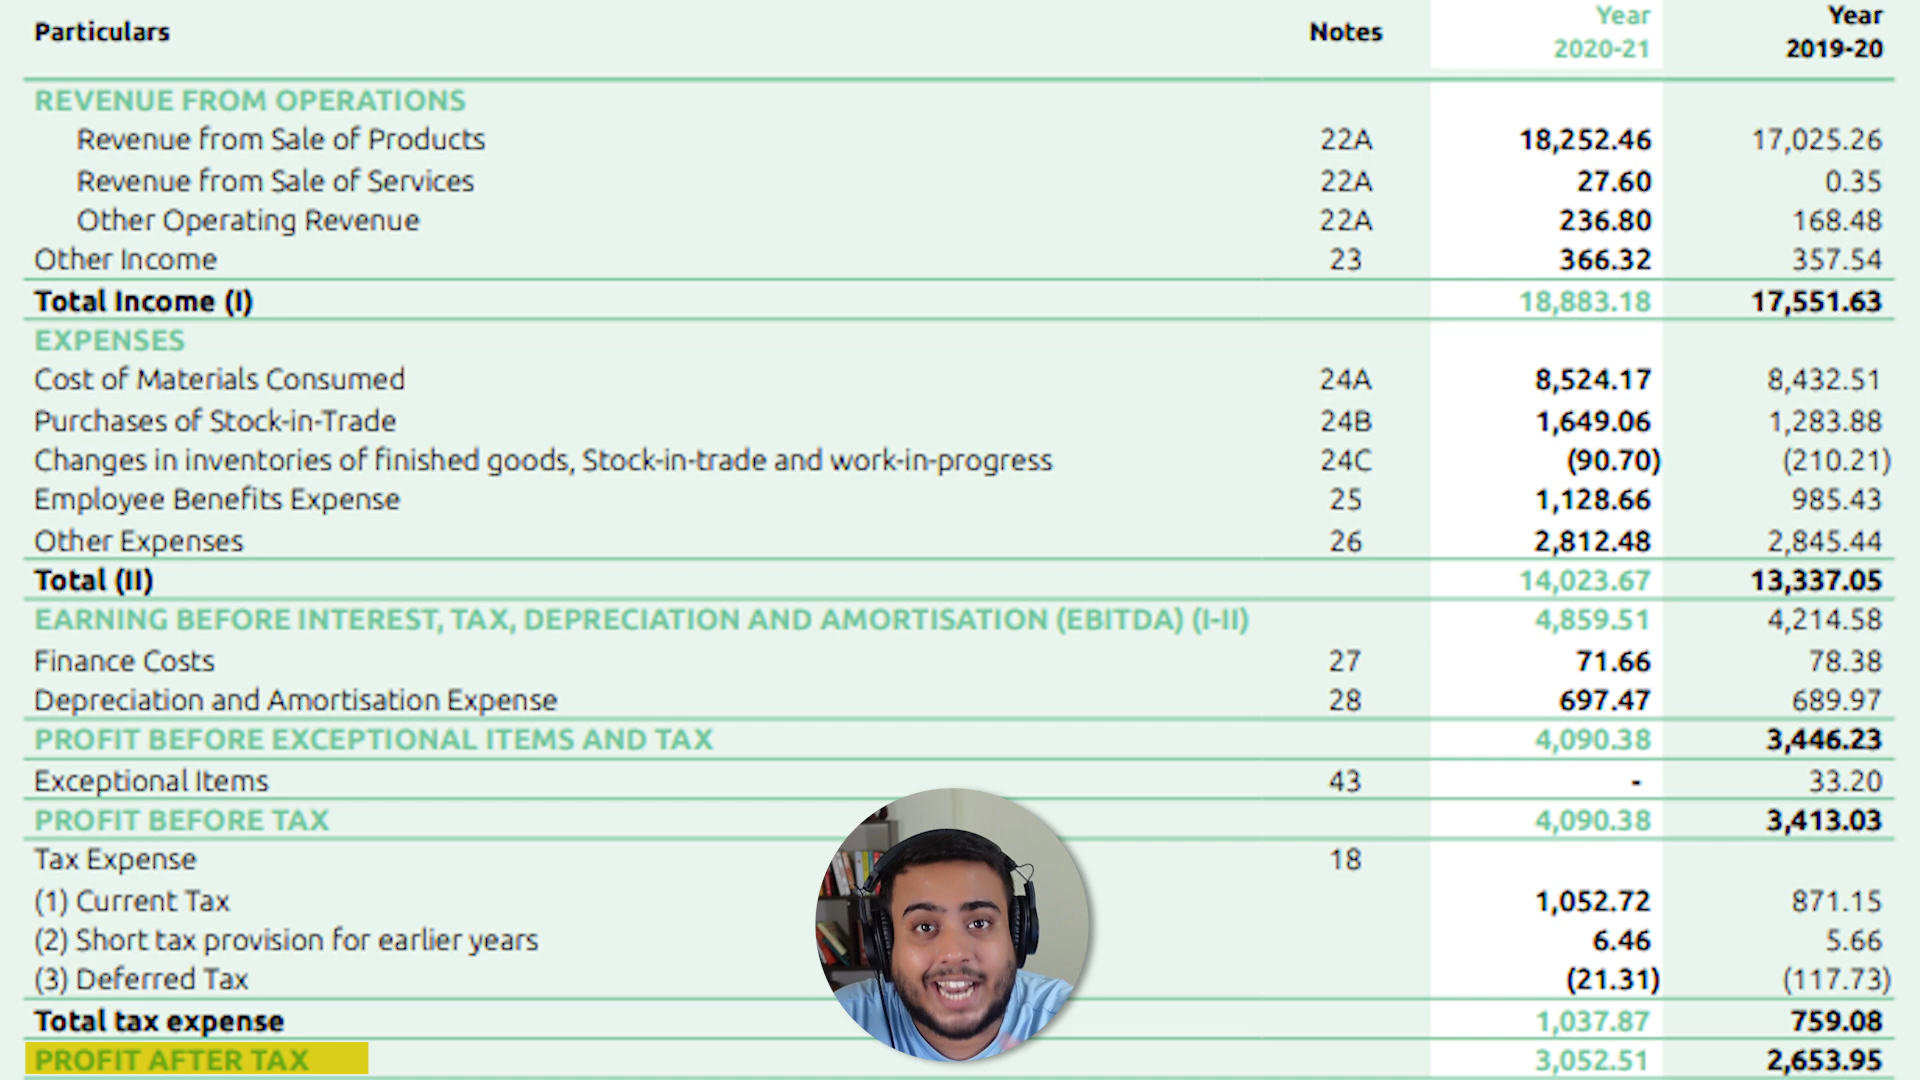 Particulars Notes Year 2020-21 Year 2019-20
REVENUE FROM OPERATIONS
Revenue from Sale of Products 22A 18,252.46 17,025.26
Revenue from Sale of Services 22A 27.60 0.35
Other Operating Revenue 22A 236.80 168.48
Other Income 23 366.32 357.54
Total Income (I) 18,883.18 17,551.63
EXPENSES
Cost of Materials Consumed 24A 8,524.17 8,432.51
Purchases of Stock-in-Trade 24B 1,649.06 1,283.88
Changes in inventories of finished goods, Stock-in-trade and work-in-progress 24C (90.70) (210.21)
Employee Benefits Expense 25 1,128.66 985.43
Other Expenses 26 2,812.48 2,845.44
Total (II) 14,023.67 13,337.05
EARNING BEFORE INTEREST, TAX, DEPRECIATION AND AMORTISATION (EBITDA) (I-II) 4,859.51 4,214.58
Finance Costs 27 71.66 78.38
Depreciation and Amortisation Expense 28 697.47 689.97
PROFIT BEFORE EXCEPTIONAL ITEMS AND TAX 4,090.38 3,446.23
Exceptional Items 43 - 33.20
PROFIT BEFORE TAX 4,090.38 3,413.03
Tax Expense 18
(1) Current Tax 1,052.72 871.15
(2) Short tax provision for earlier years 6.46 5.66
(3) Deferred Tax (21.31) (117.73)
Total tax expense 1,037.87 759.08
PROFIT AFTER TAX 3,052.51 2,653.95